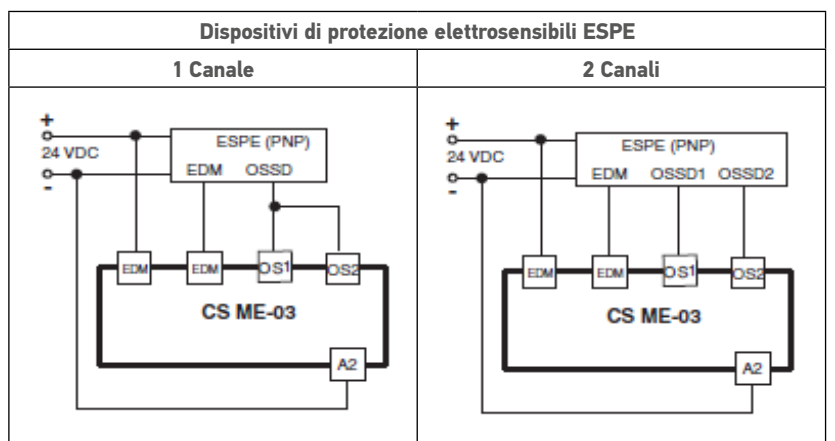 Dispositivi di protezione elettrosensibili ESPE
1 Canale
2 Canali
+
24 VDC
-
ESPE (PNP)
EDM OSSD
EDM EDM OS1 OS2
CS ME-03
A2
+
24 VDC
-
ESPE (PNP)
EDM OSSD1 OSSD2
EDM EDM OS1 OS2
CS ME-03
A2